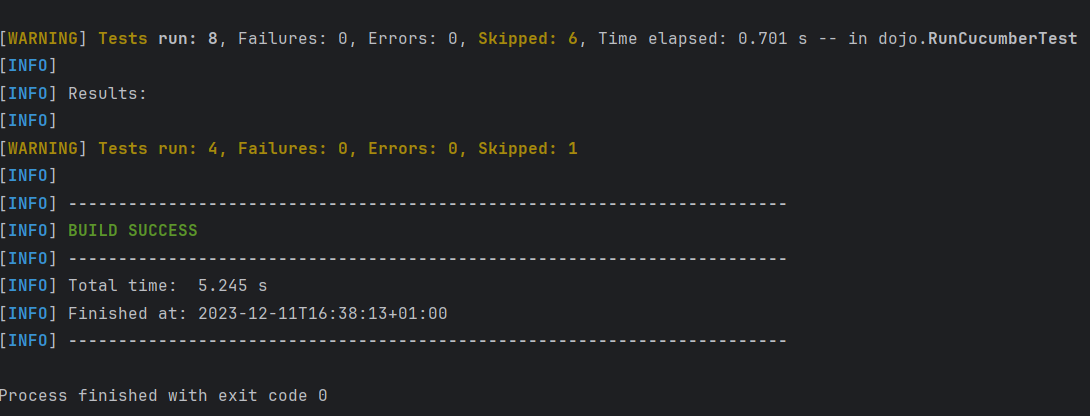 [WARNING] Tests run: 8, Failures: 0, Errors: 0, Skipped: 6, Time elapsed: 0.701 s -- in dojo.RunCucumberTest
[INFO]
[INFO] Results:
[INFO]
[WARNING] Tests run: 4, Failures: 0, Errors: 0, Skipped: 1
[INFO]
[INFO] ------------------------------------------------------------------------
[INFO] BUILD SUCCESS
[INFO] ------------------------------------------------------------------------
[INFO] Total time:  5.245 s
[INFO] Finished at: 2023-12-11T16:38:13+01:00
[INFO] ------------------------------------------------------------------------
Process finished with exit code 0